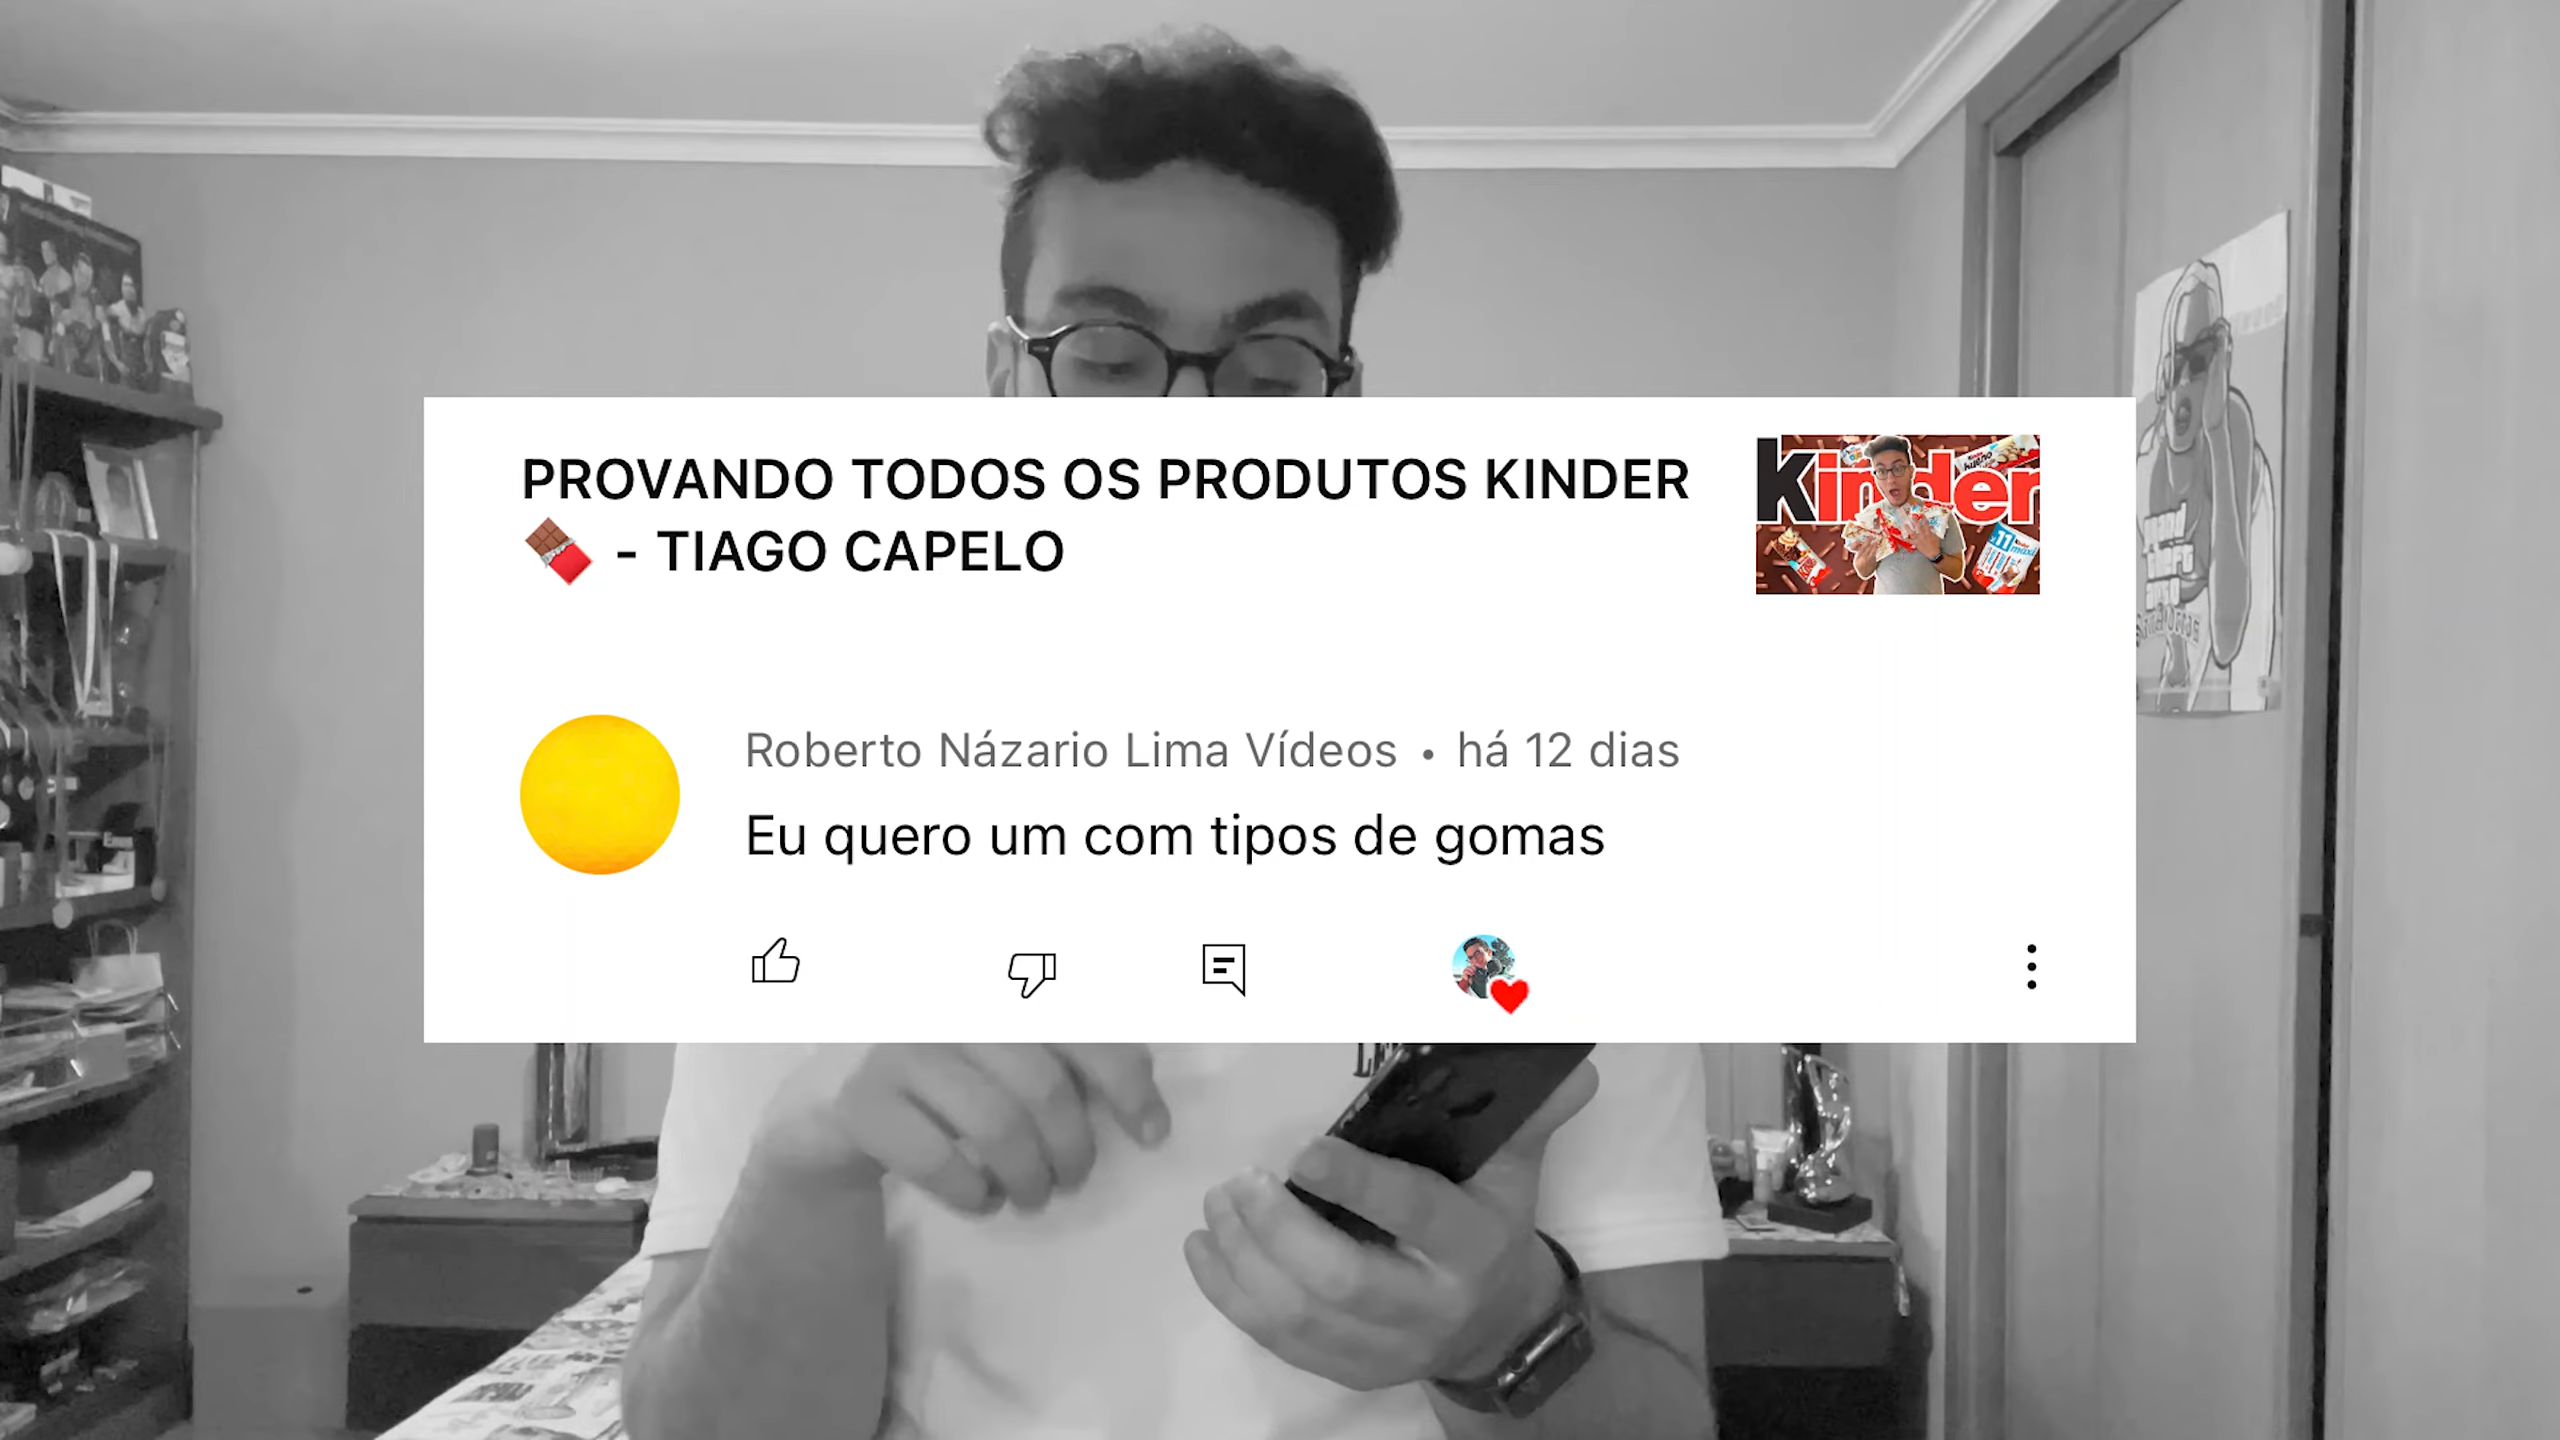 PROVANDO TODOS OS PRODUTOS KINDER
🍫 - TIAGO CAPELO
Kinder
Roberto Názario Lima Vídeos • há 12 dias
Eu quero um com tipos de gomas